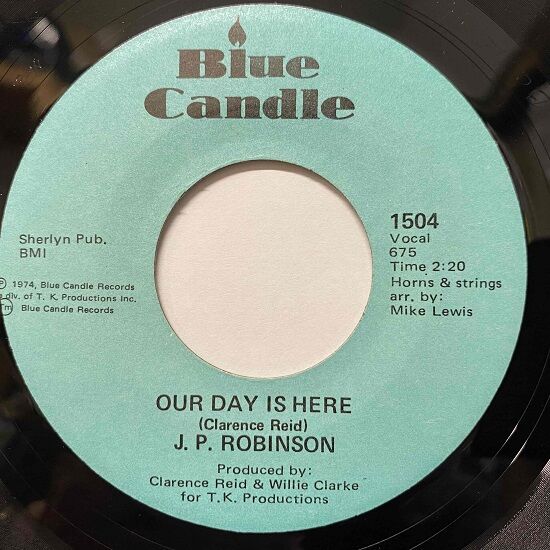 Blue
Candle
Sherlyn Pub.
BMI
℗ 1974, Blue Candle Records
a div. of T. K. Productions Inc.
Tm Blue Candle Records
1504
Vocal
675
Time 2:20
Horns & strings
arr. by:
Mike Lewis
OUR DAY IS HERE
(Clarence Reid)
J. P. ROBINSON
Produced by:
Clarence Reid & Willie Clarke
for T.K. Productions